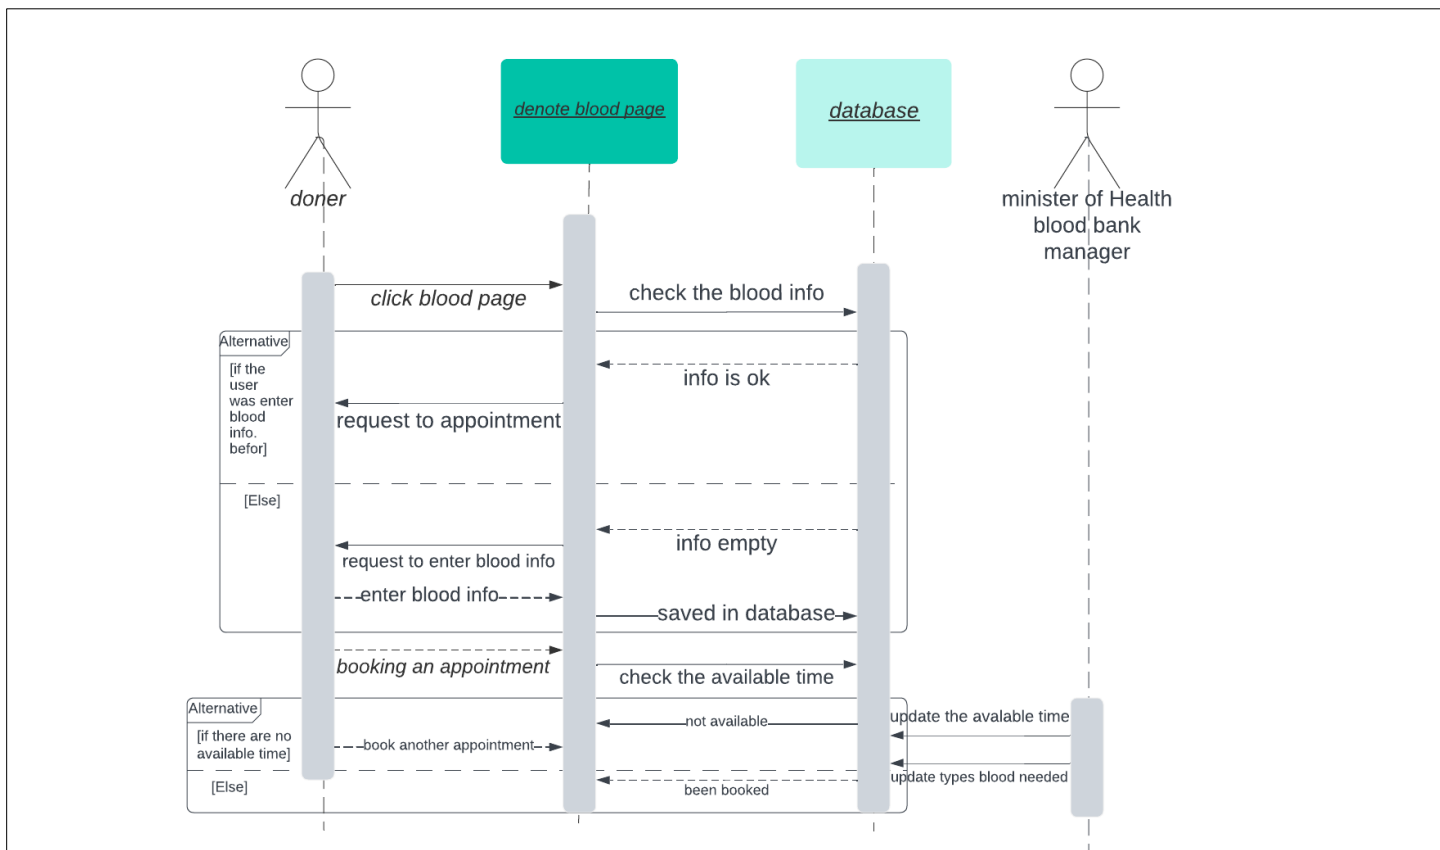 denote blood page
database
doner
minister of Health
blood bank
manager
click blood page
check the blood info
Alternative
[if the
user
was enter
blood
info.
befor]
info is ok
request to appointment
[Else]
info empty
request to enter blood info
enter blood info
saved in database
booking an appointment
check the available time
Alternative
[if there are no
available time]
not available
update the avalable time
book another appointment
update types blood needed
[Else]
been booked